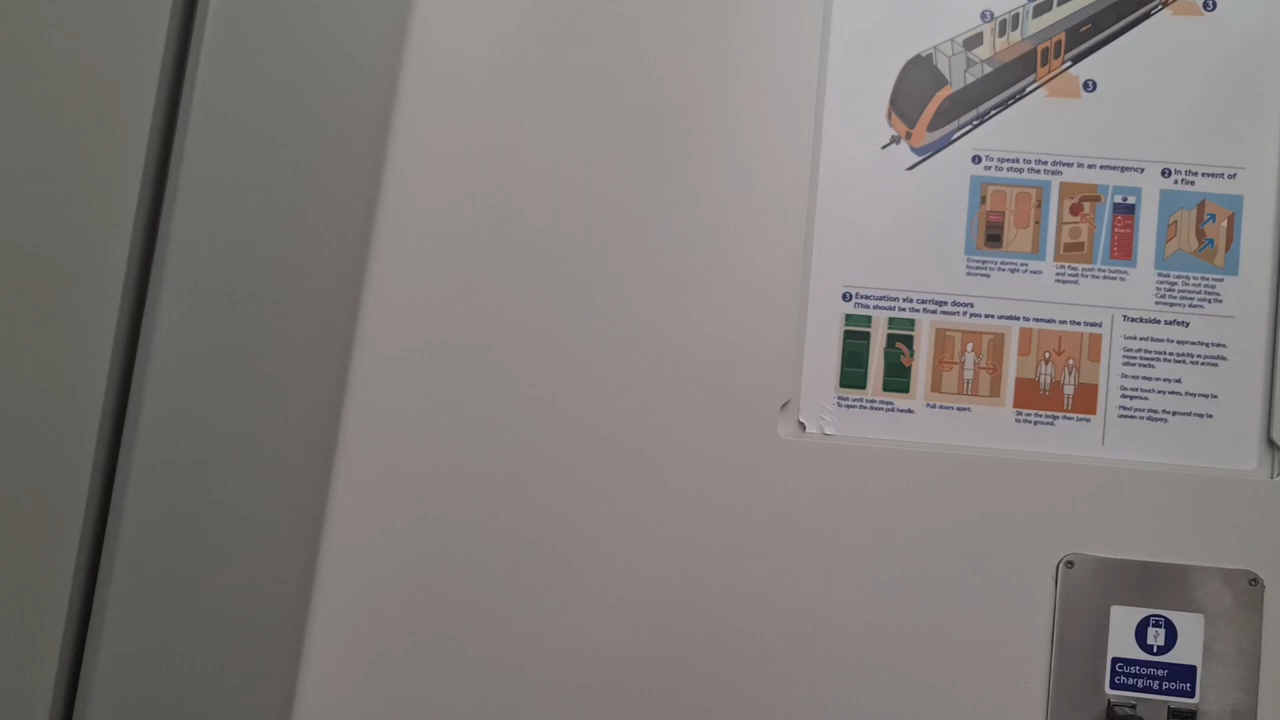 3
3
3
1 To speak to the driver in an emergency
or to stop the train
2 In the event of
a fire
Alarm
· Emergency alarms are
located to the right of each
doorway.
· Lift flap, push the button,
and wait for the driver to
respond.
· Walk calmly to the next
carriage. Do not stop
to take personal items.
· Call the driver using the
emergency alarm.
3 Evacuation via carriage doors
(This should be the final resort if you are unable to remain on the train)
· Wait until train stops.
· To open the doors pull handle.
· Pull doors apart.
· Sit on the ledge then jump
to the ground.
Trackside safety
· Look and listen for approaching trains.
· Get off the track as quickly as possible,
move towards the bank, not across
other tracks.
· Do not step on any rail.
· Do not touch any wires, they may be
dangerous.
· Mind your step, the ground may be
uneven or slippery.
Customer
charging point